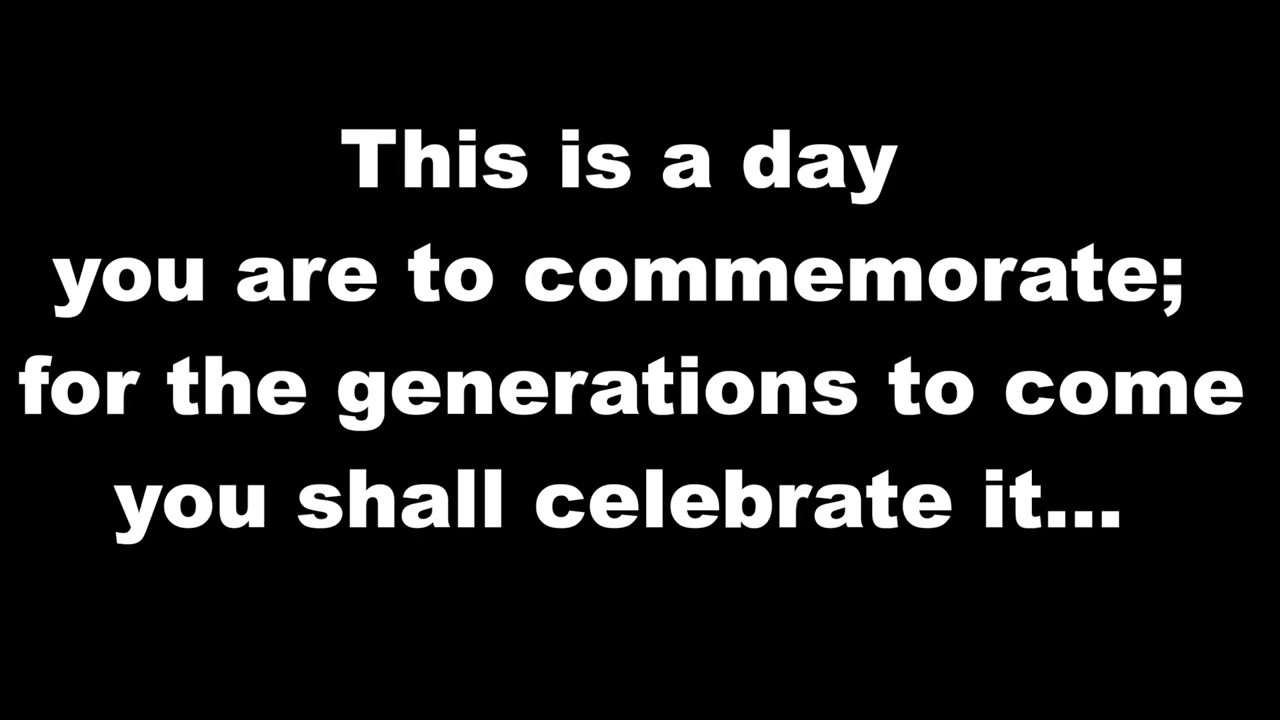 This is a day
you are to commemorate;
for the generations to come
you shall celebrate it...